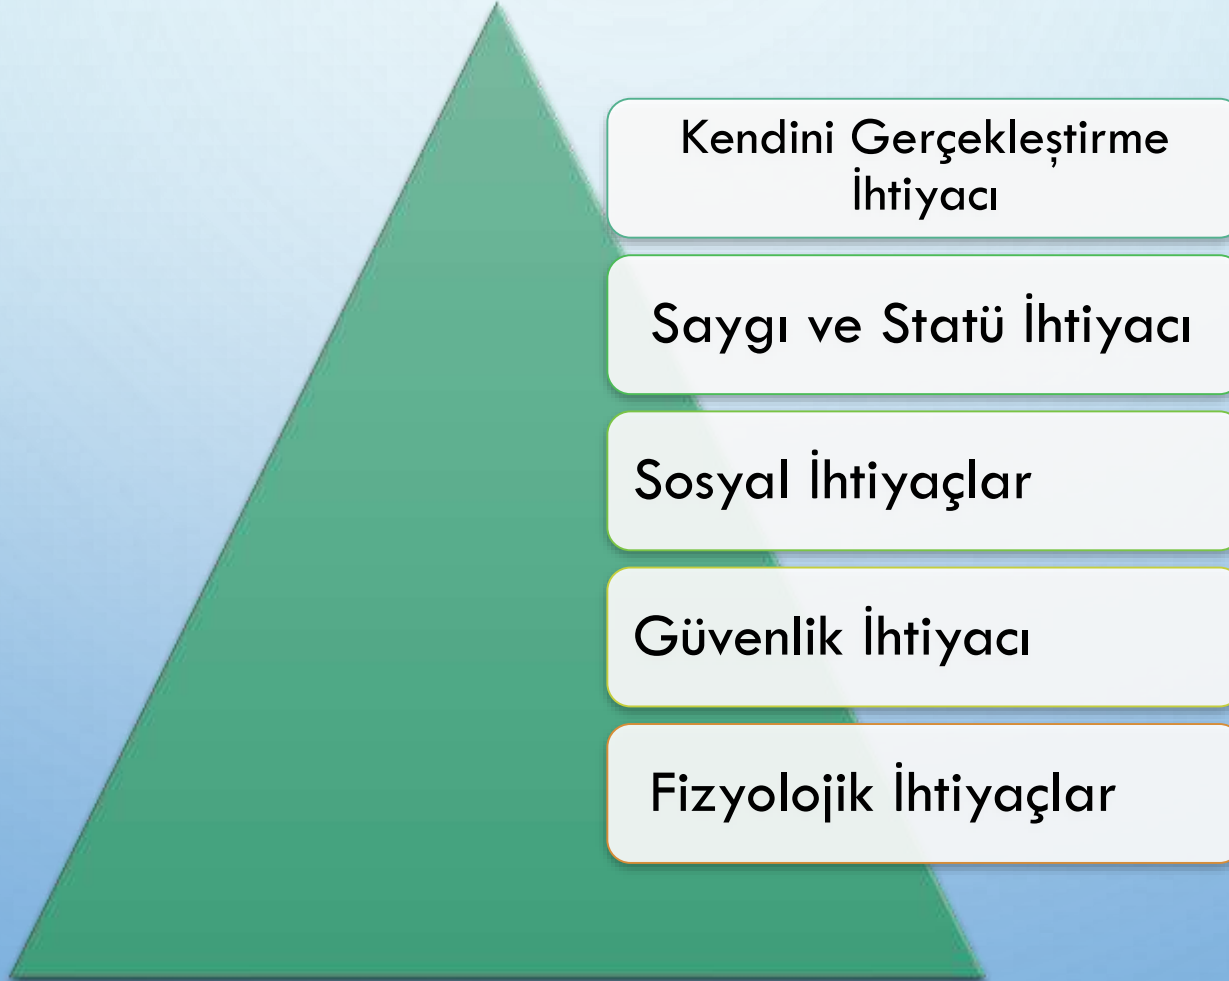 Kendini Gerçekleştirme
İhtiyacı
Saygı ve Statü İhtiyacı
Sosyal İhtiyaçlar
Güvenlik İhtiyacı
Fizyolojik İhtiyaçlar